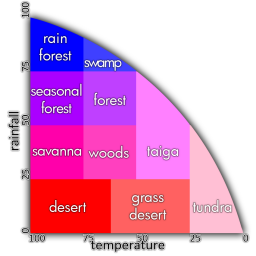 100
rain
forest
swamp
75
seasonal
forest
forest
50
rainfall
savanna
woods
taiga
25
desert
grass
desert
tundra
0
100
75
50
25
0
temperature